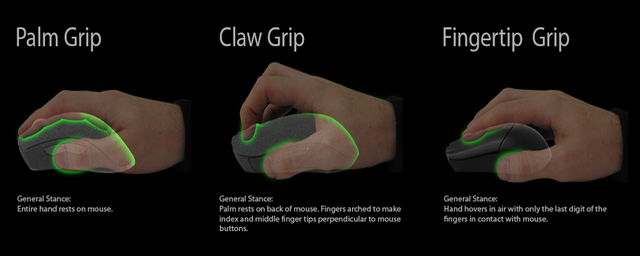 Palm Grip
Claw Grip
Fingertip Grip
General Stance:
Entire hand rests on mouse.
General Stance:
Palm rests on back of mouse. Fingers arched to make
index and middle finger tips perpendicular to mouse
buttons.
General Stance:
Hand hovers in air with only the last digit of the
fingers in contact with mouse.